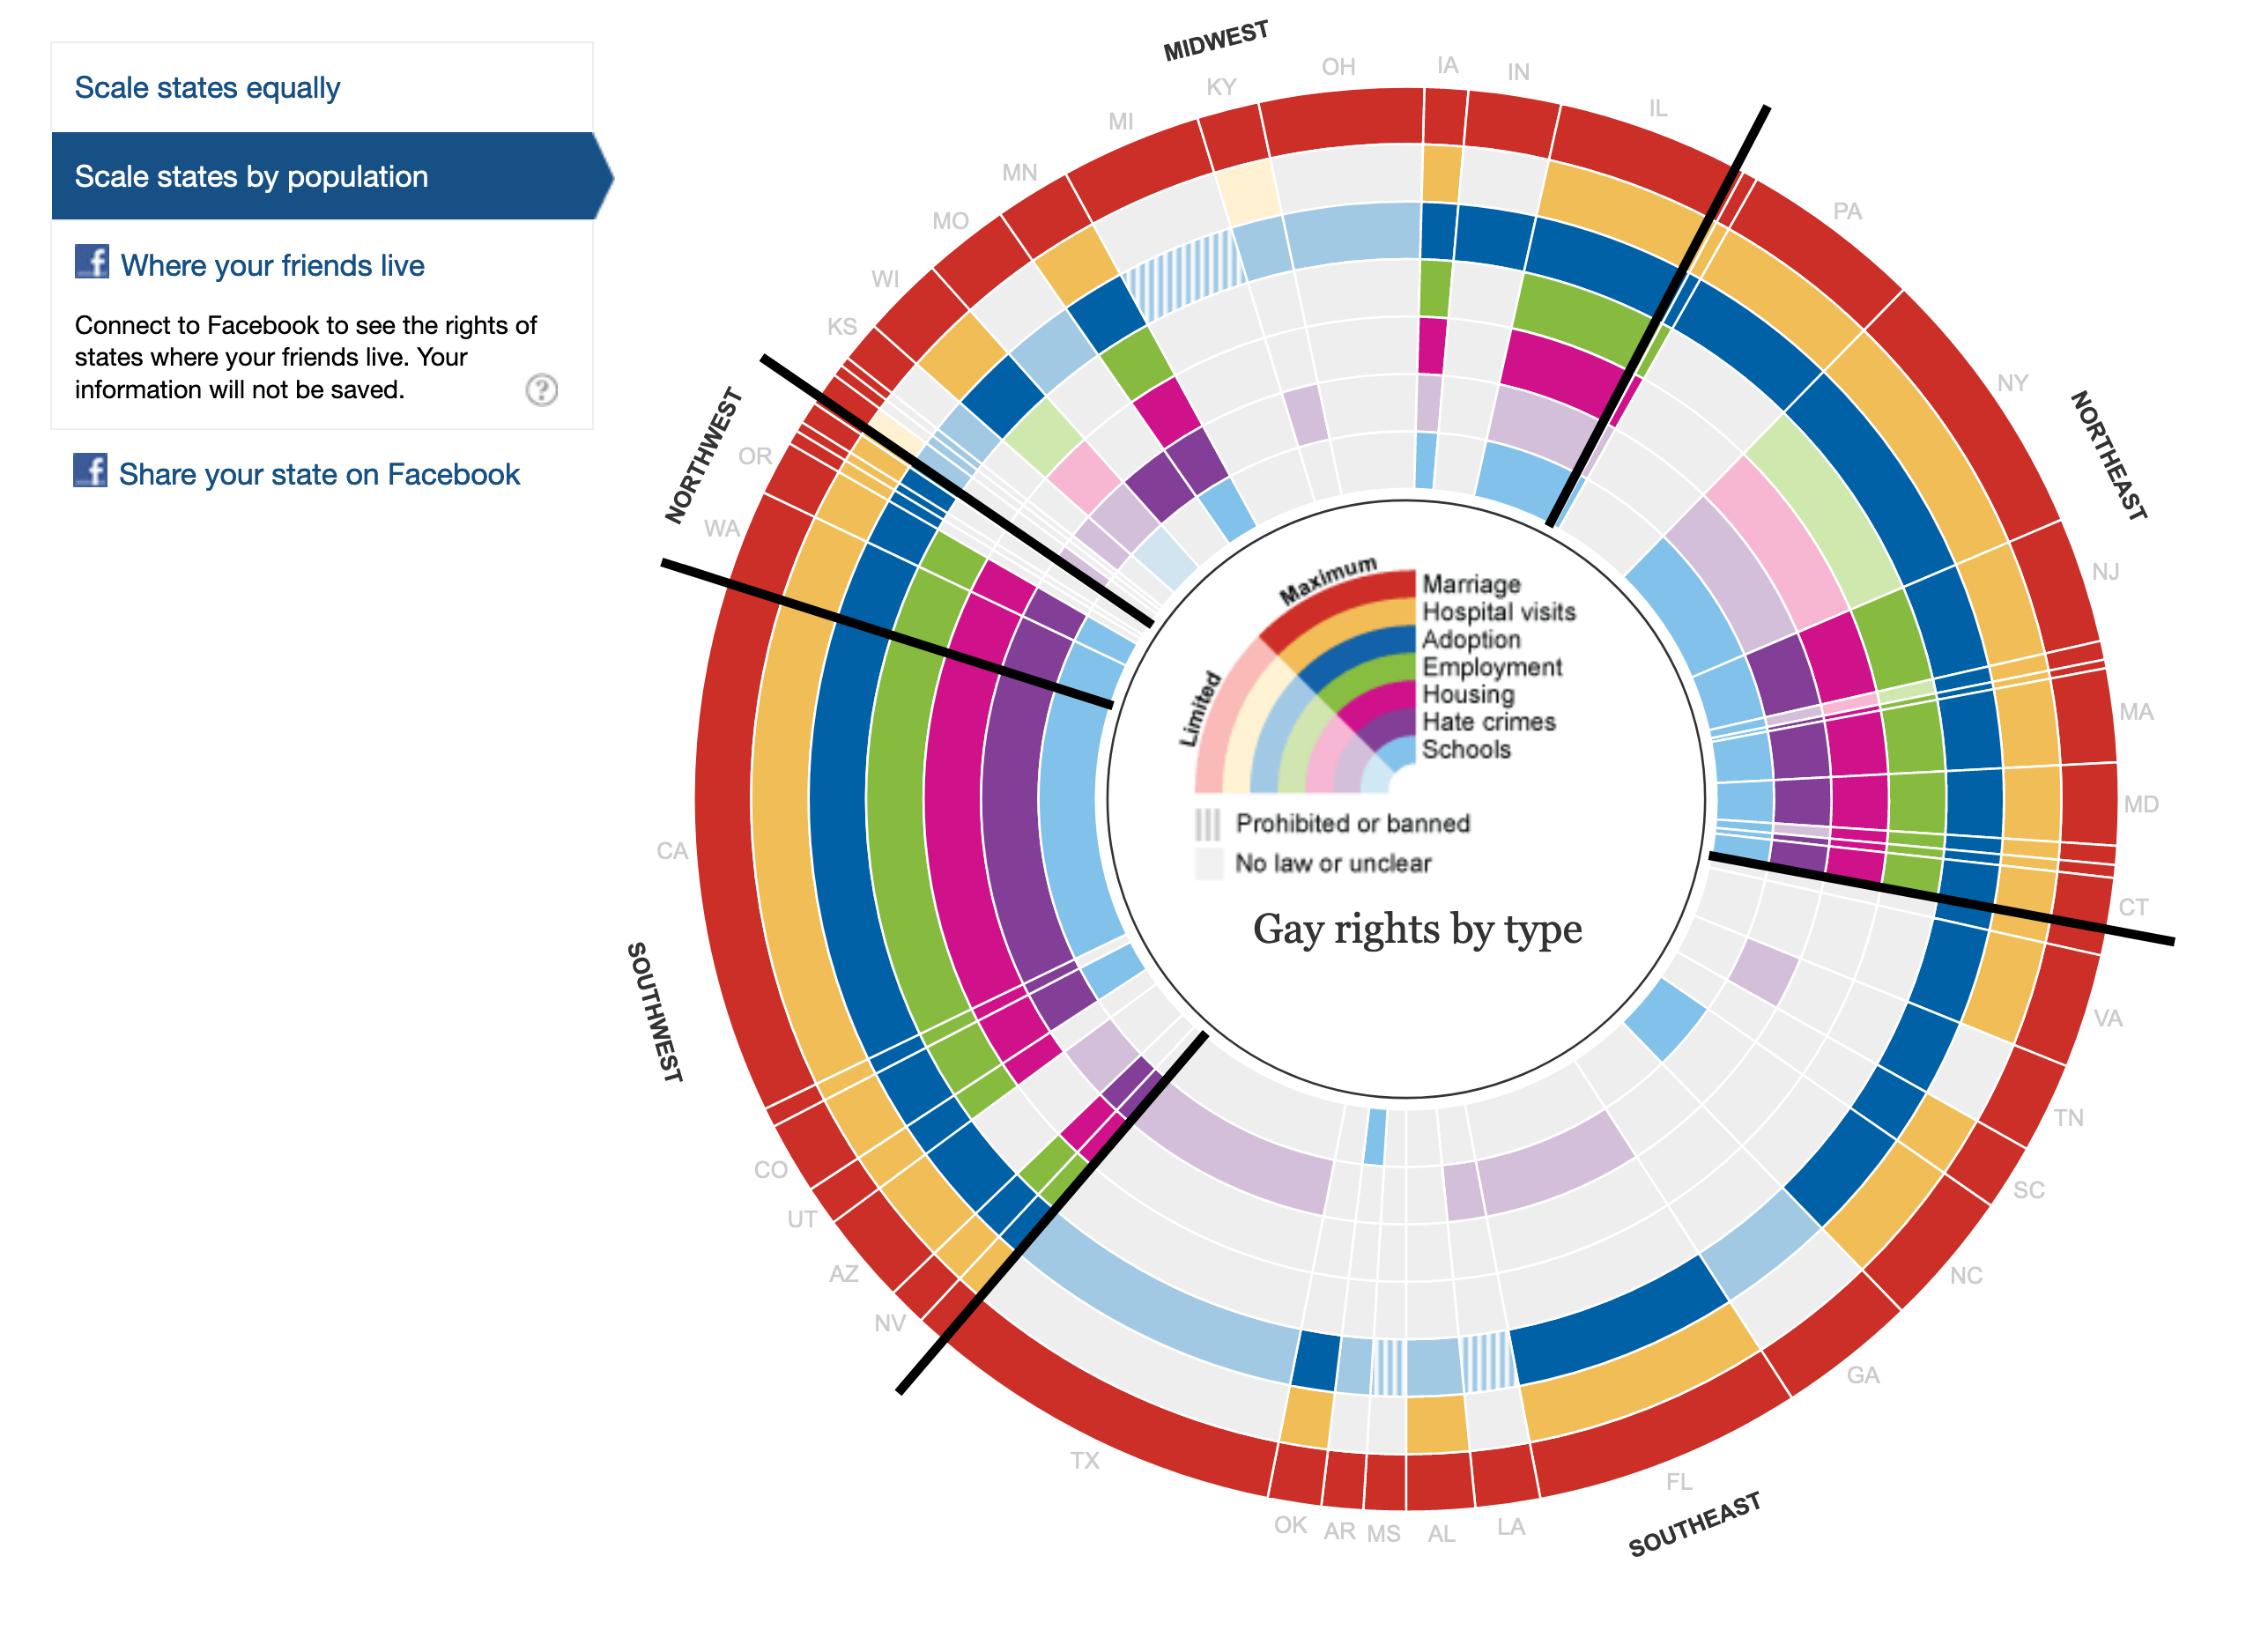 Scale states equally
Scale states by population
f Where your friends live
Connect to Facebook to see the rights of
states where your friends live. Your
information will not be saved.
?
f Share your state on Facebook
MIDWEST
KS
WI
MO
MN
MI
KY
OH
IA
IN
IL
NORTHEAST
PA
NY
NJ
MA
MD
CT
SOUTHEAST
VA
TN
SC
NC
GA
FL
LA
AL
MS
AR
OK
TX
SOUTHWEST
NV
AZ
UT
CO
CA
NORTHWEST
WA
OR
Maximum
Limited
Marriage
Hospital visits
Adoption
Employment
Housing
Hate crimes
Schools
Prohibited or banned
No law or unclear
Gay rights by type